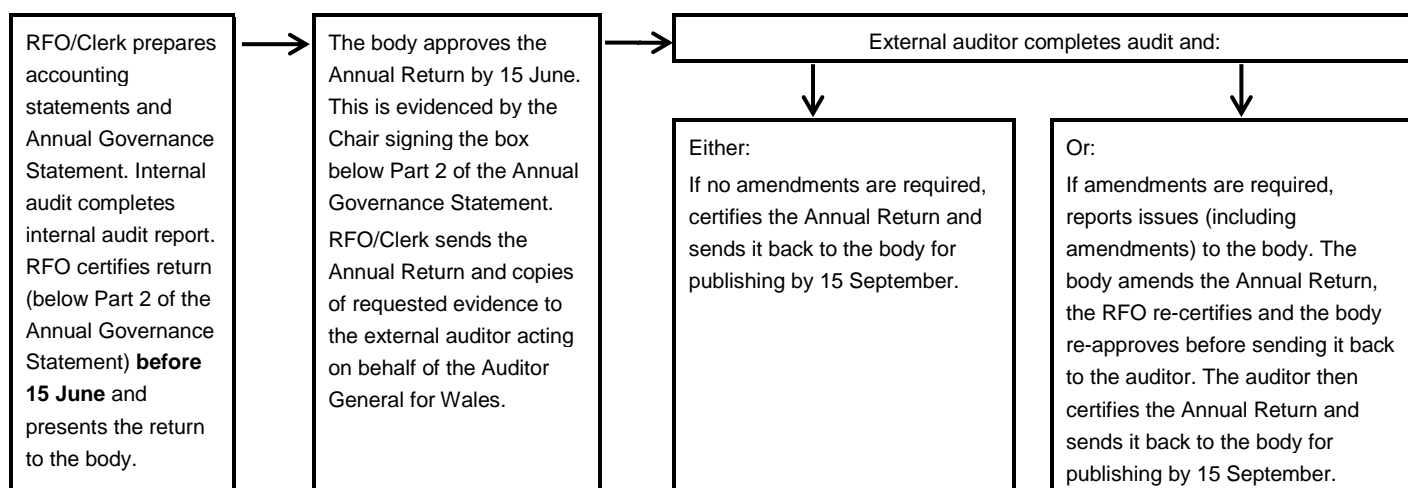 RFO/Clerk prepares
accounting
statements and
Annual Governance
Statement. Internal
audit completes
internal audit report.
RFO certifies return
(below Part 2 of the
Annual Governance
Statement) before
15 June and
presents the return
to the body.
The body approves the
Annual Return by 15 June.
This is evidenced by the
Chair signing the box
below Part 2 of the Annual
Governance Statement.
RFO/Clerk sends the
Annual Return and copies
of requested evidence to
the external auditor acting
on behalf of the Auditor
General for Wales.
External auditor completes audit and:
Either:
If no amendments are required,
certifies the Annual Return and
sends it back to the body for
publishing by 15 September.
Or:
If amendments are required,
reports issues (including
amendments) to the body. The
body amends the Annual Return,
the RFO re-certifies and the body
re-approves before sending it back
to the auditor. The auditor then
certifies the Annual Return and
sends it back to the body for
publishing by 15 September.